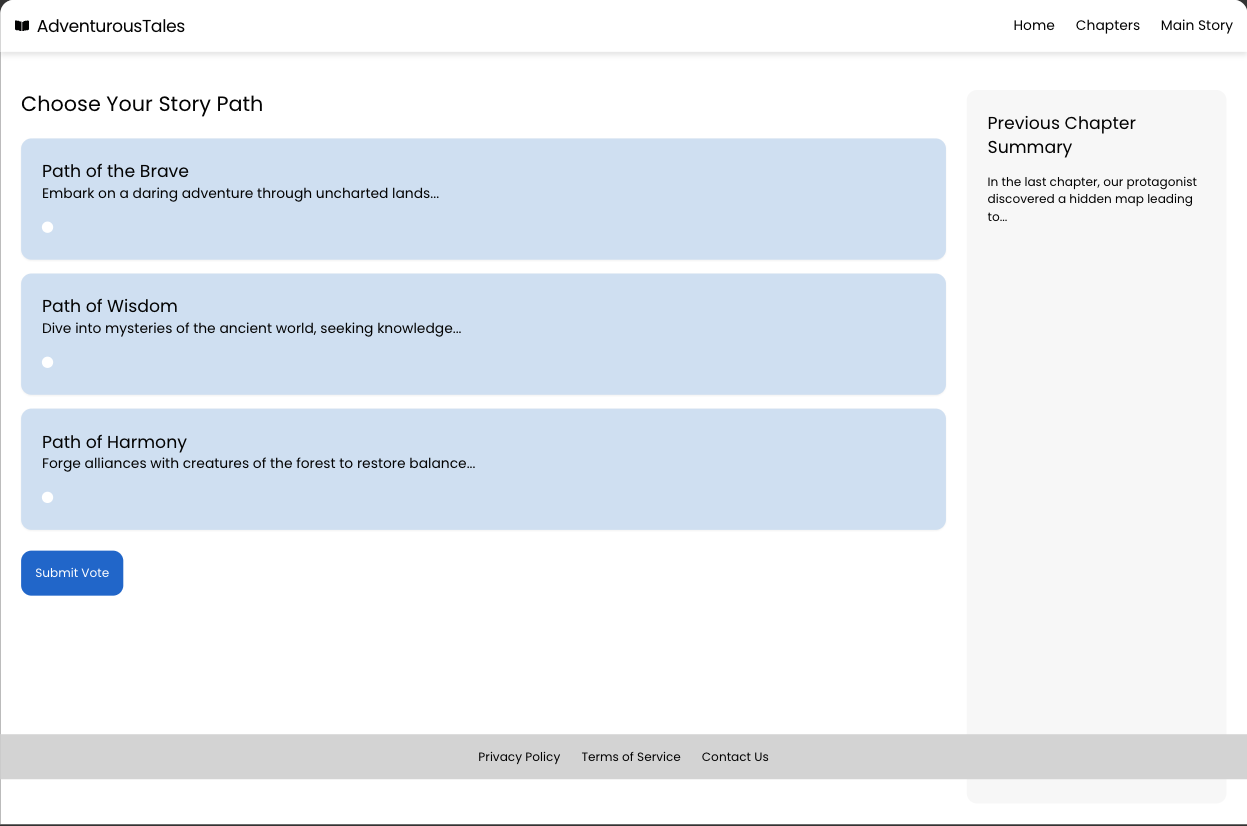 AdventurousTales
Home Chapters Main Story
Choose Your Story Path
Path of the Brave
Embark on a daring adventure through uncharted lands...
Path of Wisdom
Dive into mysteries of the ancient world, seeking knowledge...
Path of Harmony
Forge alliances with creatures of the forest to restore balance...
Submit Vote
Previous Chapter
Summary
In the last chapter, our protagonist
discovered a hidden map leading
to...
Privacy Policy Terms of Service Contact Us